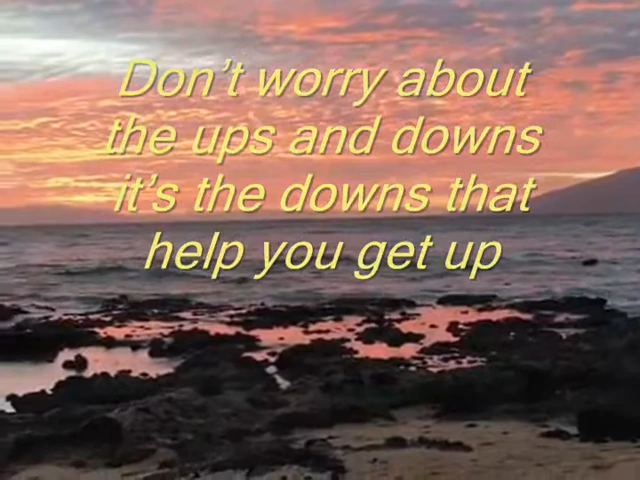 Don’t worry about
the ups and downs
it’s the downs that
help you get up